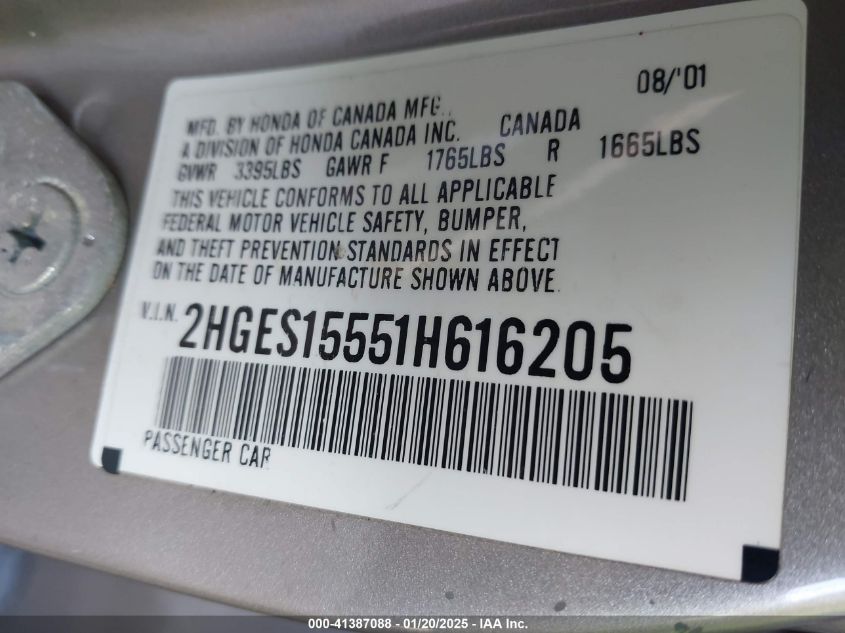 08/'01
MFD. BY HONDA OF CANADA MFG.,
A DIVISION OF HONDA CANADA INC. CANADA
GVWR 3395LBS GAWR F 1765LBS R 1665LBS
THIS VEHICLE CONFORMS TO ALL APPLICABLE
FEDERAL MOTOR VEHICLE SAFETY, BUMPER,
AND THEFT PREVENTION STANDARDS IN EFFECT
ON THE DATE OF MANUFACTURE SHOWN ABOVE.
V.I.N. 2HGES15551H616205
PASSENGER CAR
000-41387088 — 01/20/2025 — IAA Inc.